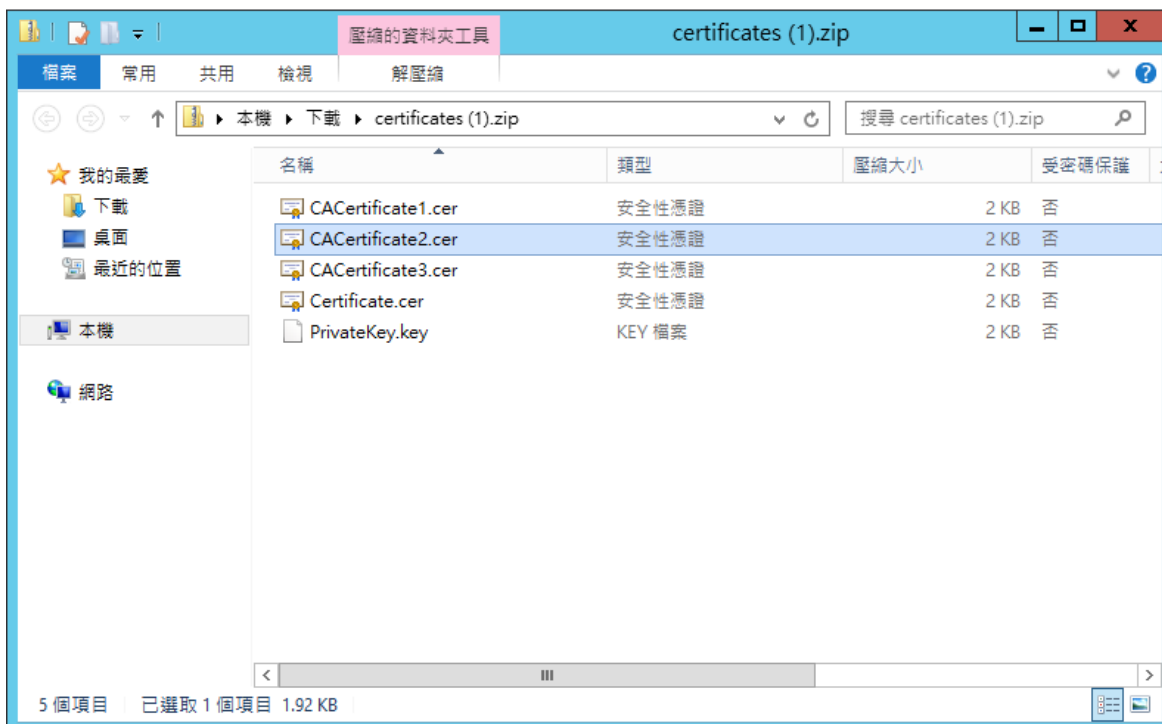 壓縮的資料夾工具
certificates (1).zip
檔案 常用 共用 檢視 解壓縮
本機 下載 certificates (1).zip
搜尋 certificates (1).zip
名稱 類型 壓縮大小 受密碼保護
我的最愛
下載
桌面
最近的位置
本機
網路
CACertificate1.cer 安全性憑證 2 KB 否
CACertificate2.cer 安全性憑證 2 KB 否
CACertificate3.cer 安全性憑證 2 KB 否
Certificate.cer 安全性憑證 2 KB 否
PrivateKey.key KEY 檔案 2 KB 否
5 個項目 已選取 1 個項目 1.92 KB